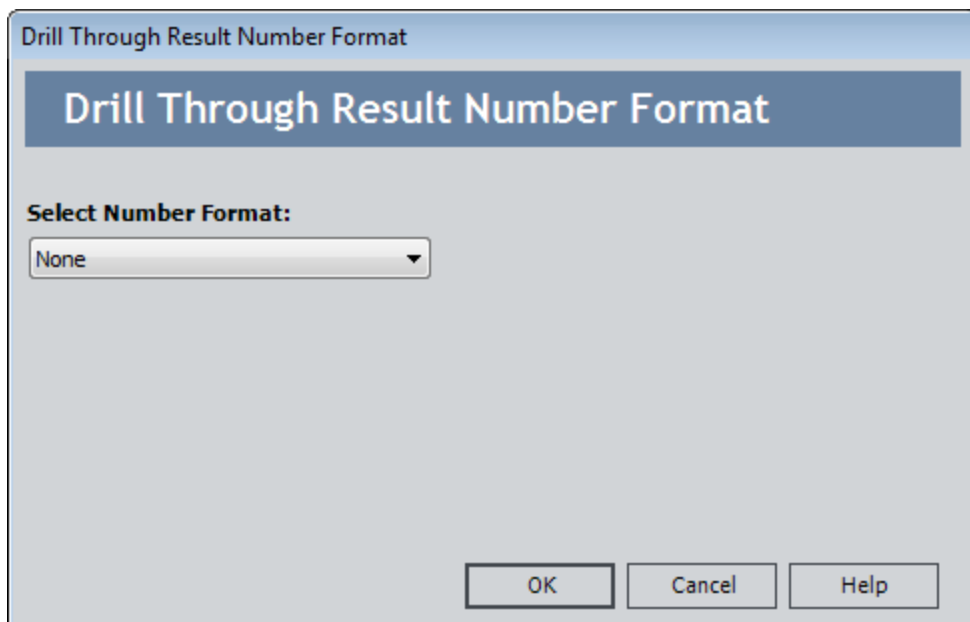 Drill Through Result Number Format
Drill Through Result Number Format
Select Number Format:
None
OK Cancel Help